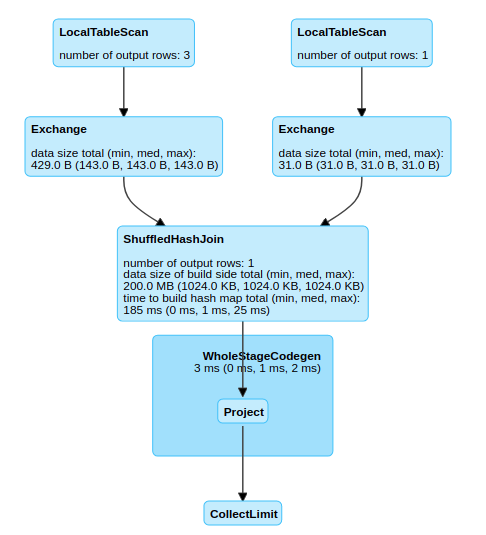 LocalTableScan
number of output rows: 3
LocalTableScan
number of output rows: 1
Exchange
data size total (min, med, max):
429.0 B (143.0 B, 143.0 B, 143.0 B)
Exchange
data size total (min, med, max):
31.0 B (31.0 B, 31.0 B, 31.0 B)
ShuffledHashJoin
number of output rows: 1
data size of build side total (min, med, max):
200.0 MB (1024.0 KB, 1024.0 KB, 1024.0 KB)
time to build hash map total (min, med, max):
185 ms (0 ms, 1 ms, 25 ms)
WholeStageCodegen
3 ms (0 ms, 1 ms, 2 ms)
Project
CollectLimit